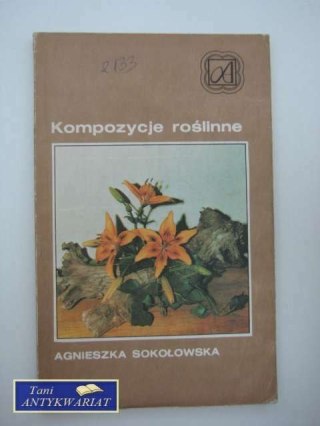 2133
Kompozycje roślinne
AGNIESZKA SOKOŁOWSKA
Tani
ANTYKWARIAT